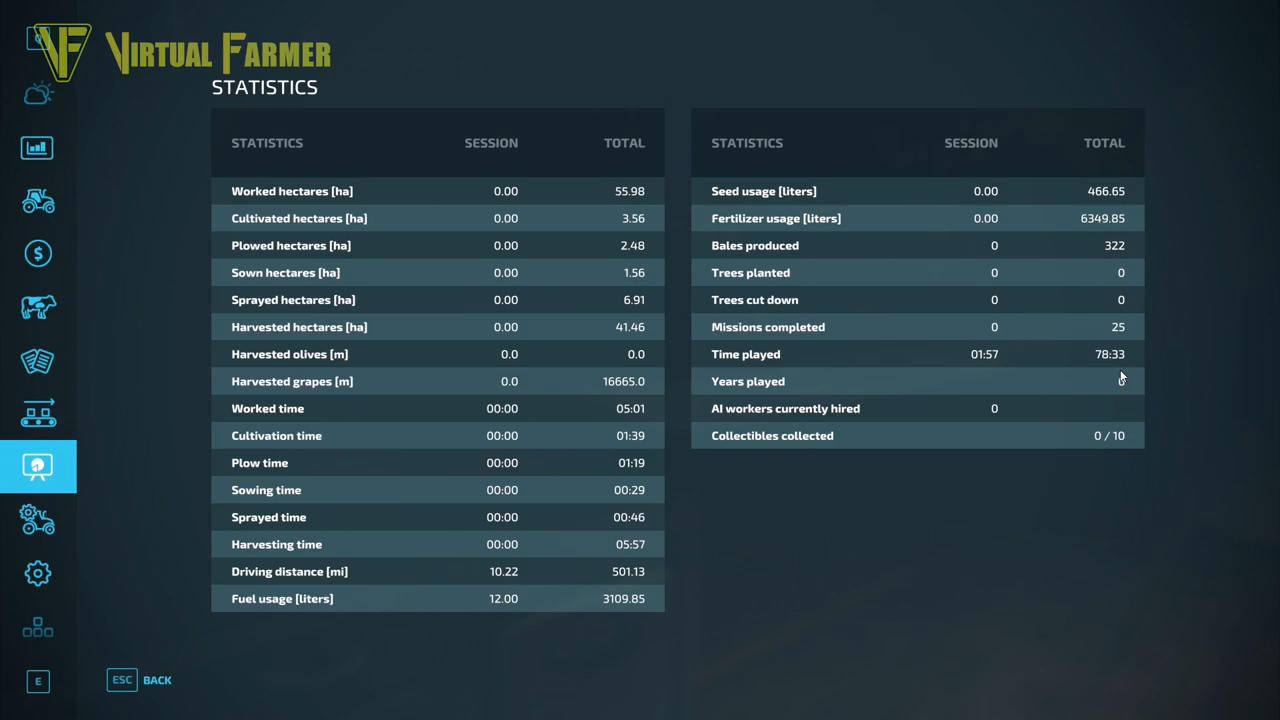 VIRTUAL FARMER
STATISTICS
STATISTICS SESSION TOTAL
Worked hectares [ha] 0.00 55.98
Cultivated hectares [ha] 0.00 3.56
Plowed hectares [ha] 0.00 2.48
Sown hectares [ha] 0.00 1.56
Sprayed hectares [ha] 0.00 6.91
Harvested hectares [ha] 0.00 41.46
Harvested olives [m] 0.0 0.0
Harvested grapes [m] 0.0 16665.0
Worked time 00:00 05:01
Cultivation time 00:00 01:39
Plow time 00:00 01:19
Sowing time 00:00 00:29
Sprayed time 00:00 00:46
Harvesting time 00:00 05:57
Driving distance [mi] 10.22 501.13
Fuel usage [liters] 12.00 3109.85
STATISTICS SESSION TOTAL
Seed usage [liters] 0.00 466.65
Fertilizer usage [liters] 0.00 6349.85
Bales produced 0 322
Trees planted 0 0
Trees cut down 0 0
Missions completed 0 25
Time played 01:57 78:33
Years played
AI workers currently hired 0
Collectibles collected 0 / 10
E
ESC BACK